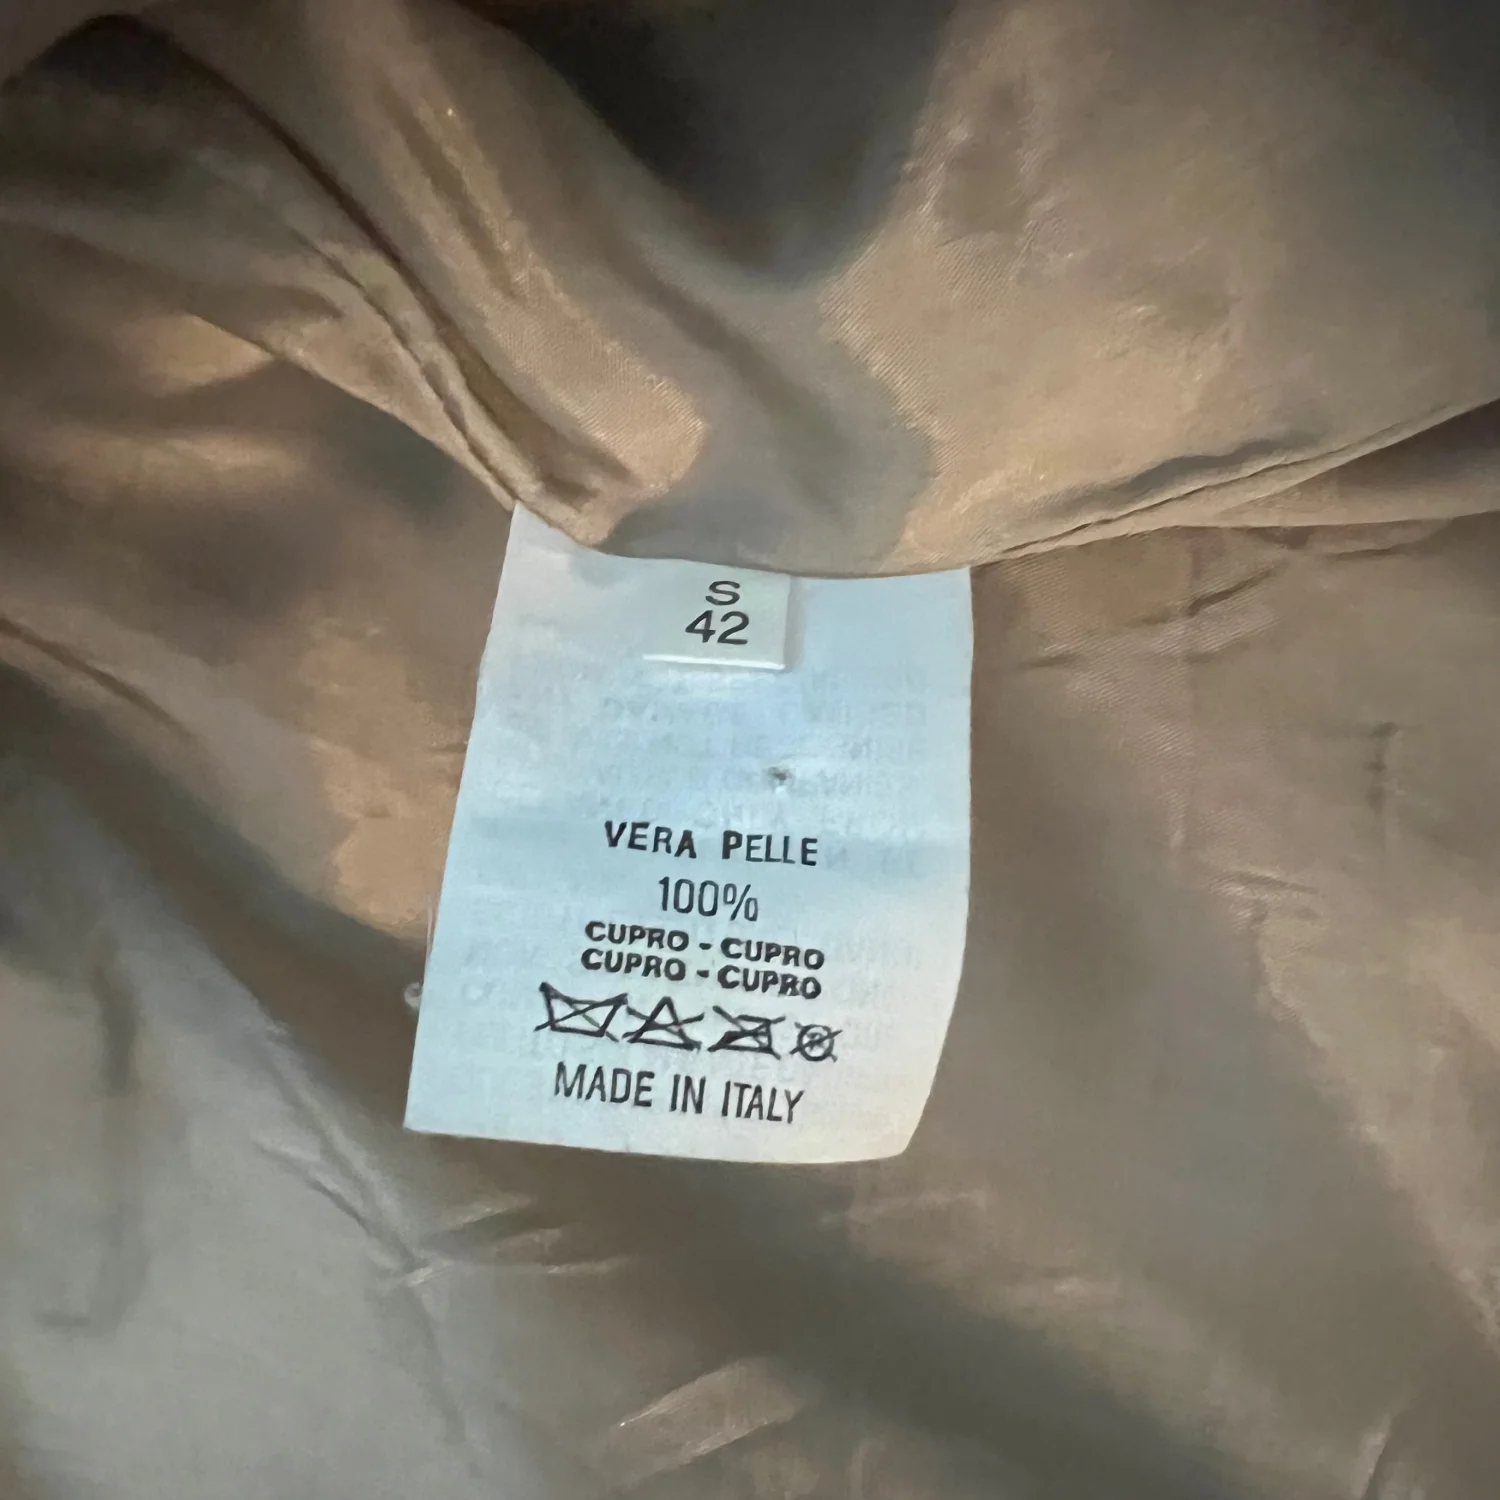 S
42
VERA PELLE
100%
CUPRO - CUPRO
CUPRO - CUPRO
MADE IN ITALY